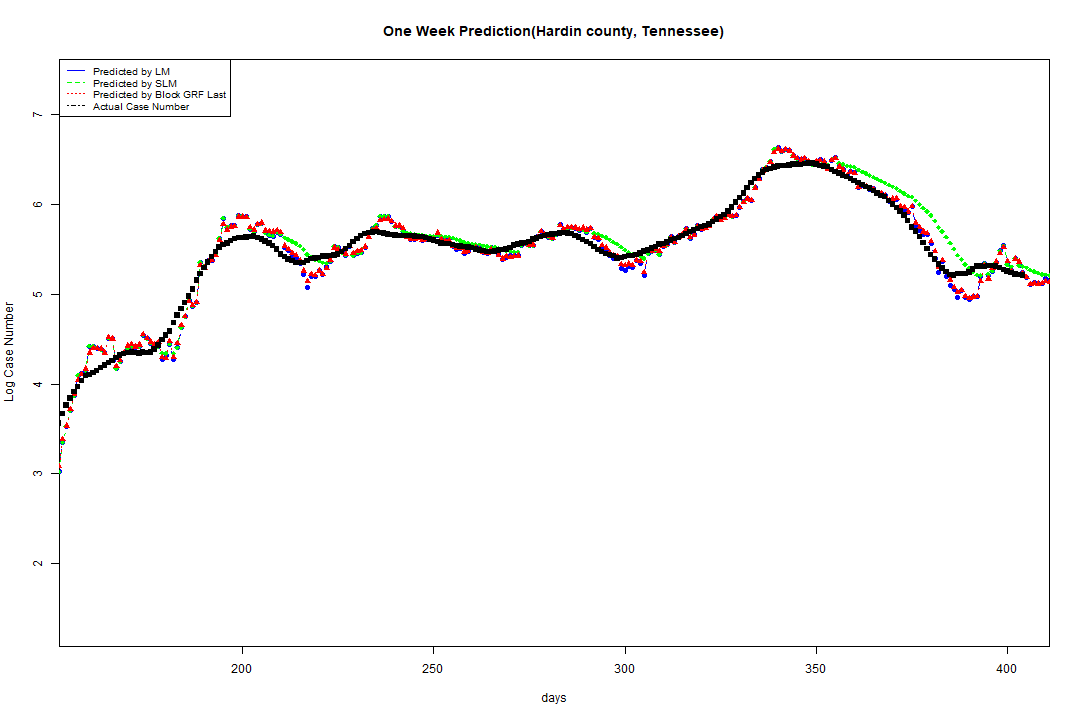 One Week Prediction(Hardin county, Tennessee)
Predicted by LM
Predicted by SLM
Predicted by Block GRF Last
Actual Case Number
7
6
5
4
3
2
Log Case Number
200 250 300 350 400
days